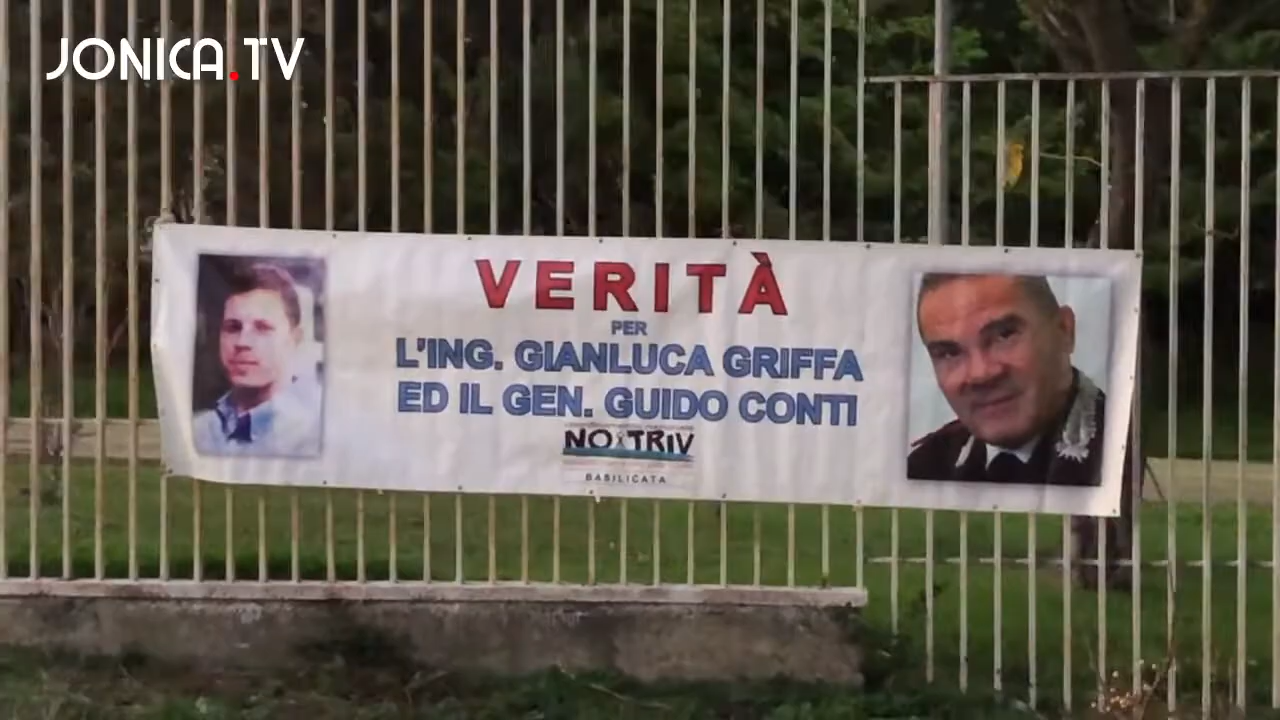 JONICA.TV
VERITÀ
PER
L'ING. GIANLUCA GRIFFA
ED IL GEN. GUIDO CONTI
NO TRIV
BASILICATA